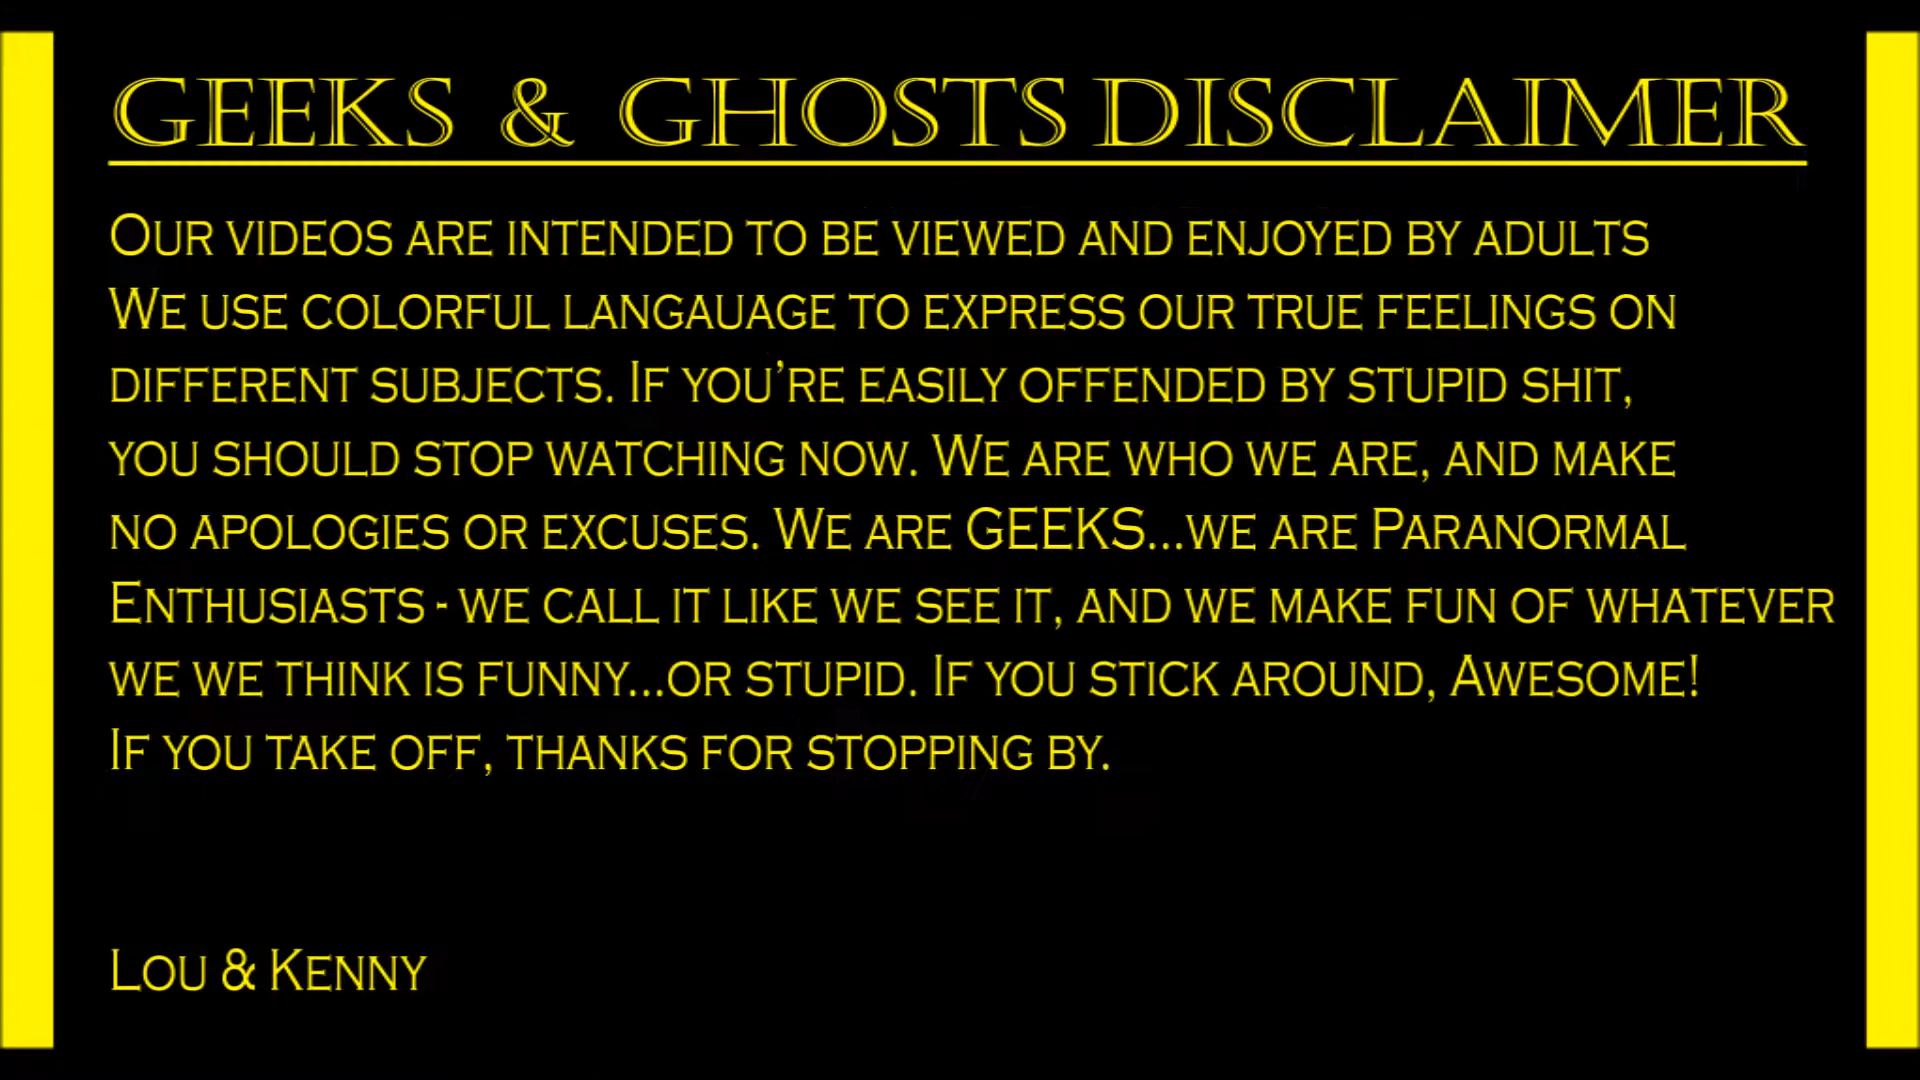 GEEKS & GHOSTS DISCLAIMER
OUR VIDEOS ARE INTENDED TO BE VIEWED AND ENJOYED BY ADULTS
WE USE COLORFUL LANGAUAGE TO EXPRESS OUR TRUE FEELINGS ON
DIFFERENT SUBJECTS. IF YOU'RE EASILY OFFENDED BY STUPID SHIT,
YOU SHOULD STOP WATCHING NOW. WE ARE WHO WE ARE, AND MAKE
NO APOLOGIES OR EXCUSES. WE ARE GEEKS...WE ARE PARANORMAL
ENTHUSIASTS - WE CALL IT LIKE WE SEE IT, AND WE MAKE FUN OF WHATEVER
WE WE THINK IS FUNNY...OR STUPID. IF YOU STICK AROUND, AWESOME!
IF YOU TAKE OFF, THANKS FOR STOPPING BY.
LOU & KENNY